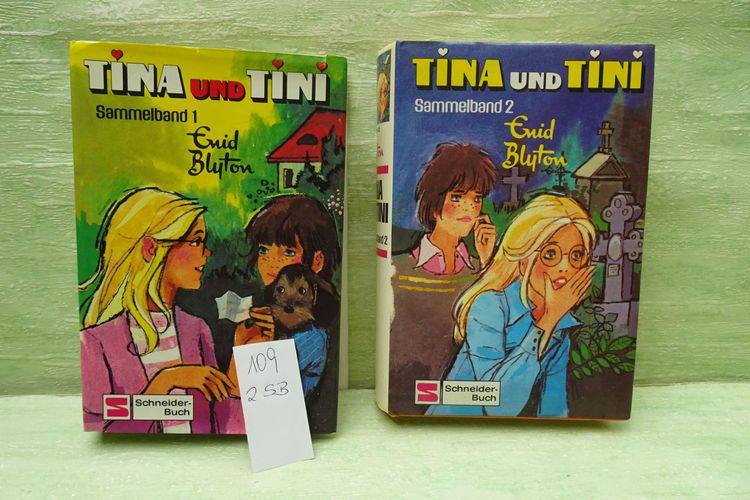 TINA UND TINI
Sammelband 1
Enid
Blyton
S Schneider-
Buch
109
2 SB
TINA UND TINI
Sammelband 2
Enid
Blyton
S Schneider-
Buch